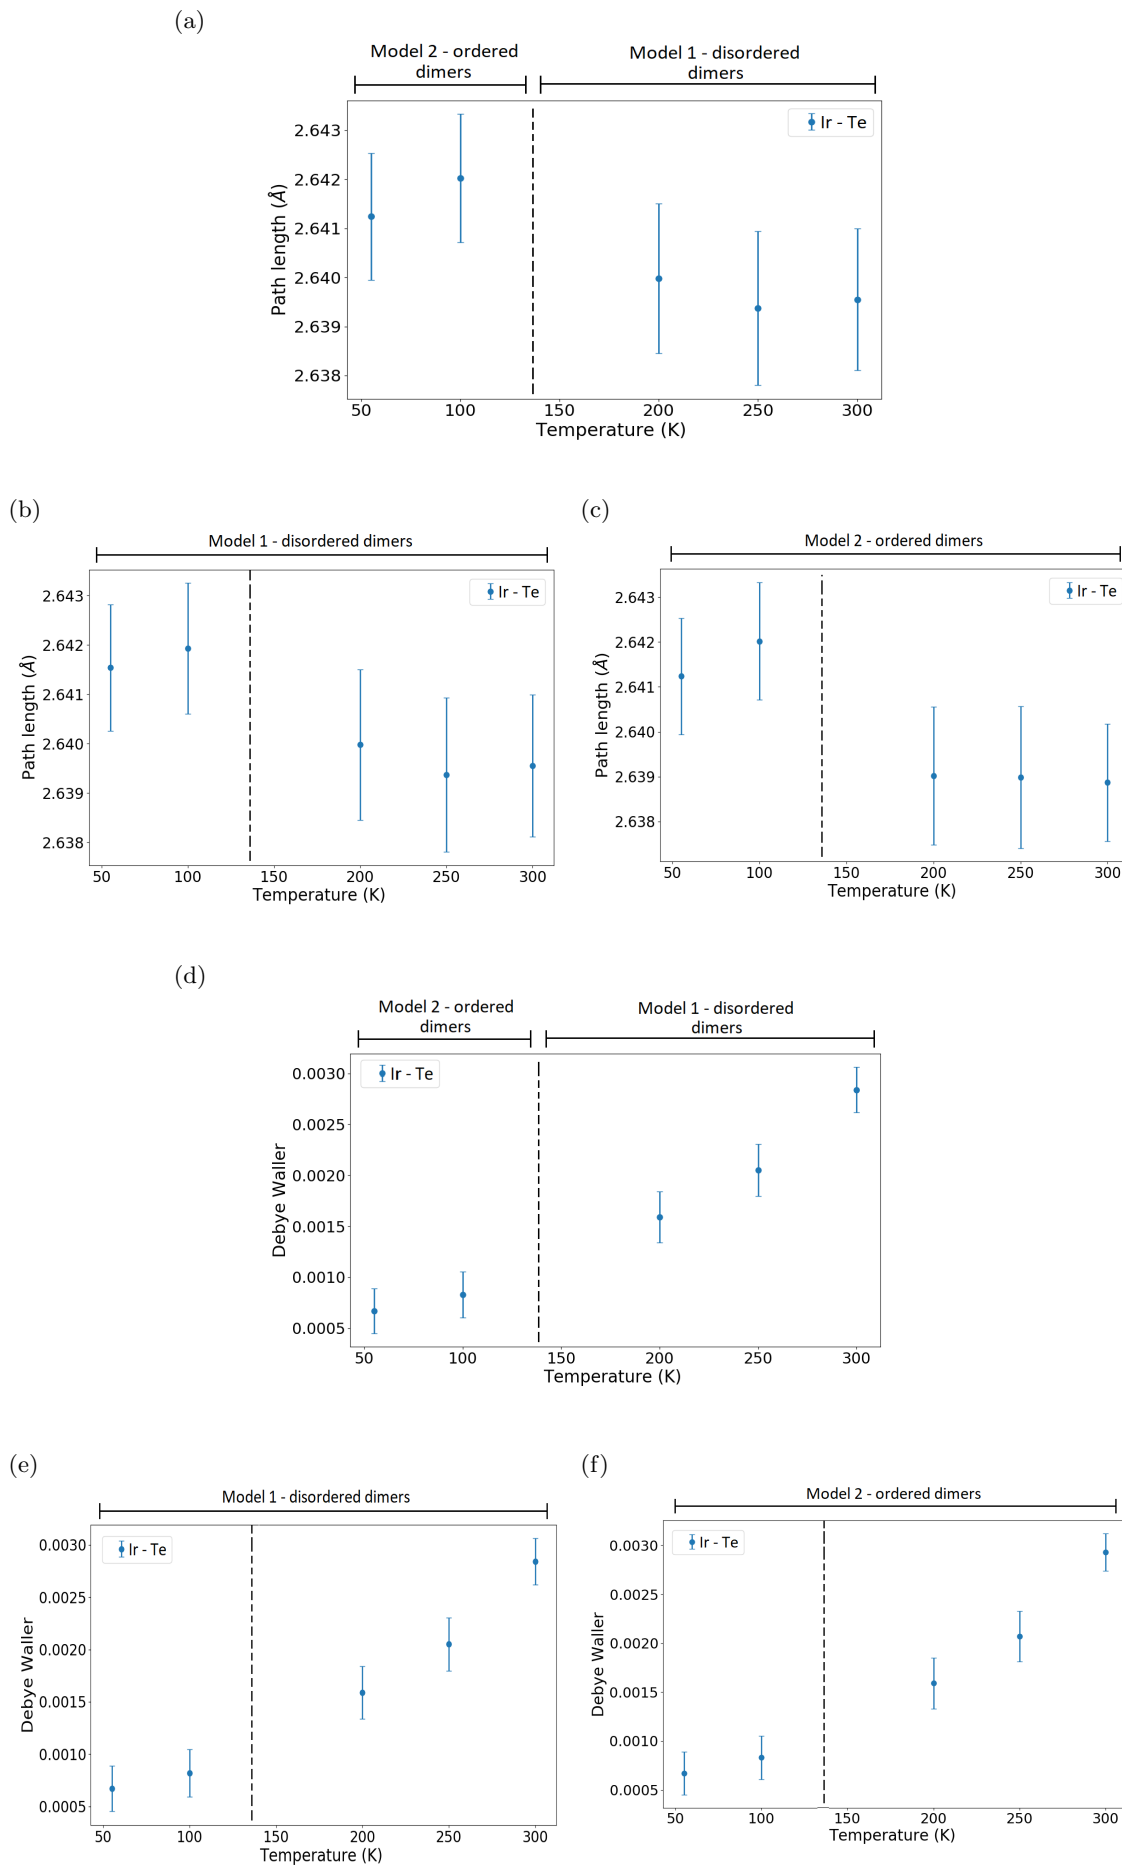 (a)
Model 2 - ordered
dimers
Model 1 - disordered
dimers
Ir - Te
2.643
2.642
2.641
2.640
2.639
2.638
Path length (Å)
50 100 150 200 250 300
Temperature (K)
(b)
Model 1 - disordered dimers
Ir - Te
2.643
2.642
2.641
2.640
2.639
2.638
Path length (Å)
50 100 150 200 250 300
Temperature (K)
(c)
Model 2 - ordered dimers
Ir - Te
2.643
2.642
2.641
2.640
2.639
2.638
Path length (Å)
50 100 150 200 250 300
Temperature (K)
(d)
Model 2 - ordered
dimers
Model 1 - disordered
dimers
Ir - Te
0.0030
0.0025
0.0020
0.0015
0.0010
0.0005
Debye Waller
50 100 150 200 250 300
Temperature (K)
(e)
Model 1 - disordered dimers
Ir - Te
0.0030
0.0025
0.0020
0.0015
0.0010
0.0005
Debye Waller
50 100 150 200 250 300
Temperature (K)
(f)
Model 2 - ordered dimers
Ir - Te
0.0030
0.0025
0.0020
0.0015
0.0010
0.0005
Debye Waller
50 100 150 200 250 300
Temperature (K)